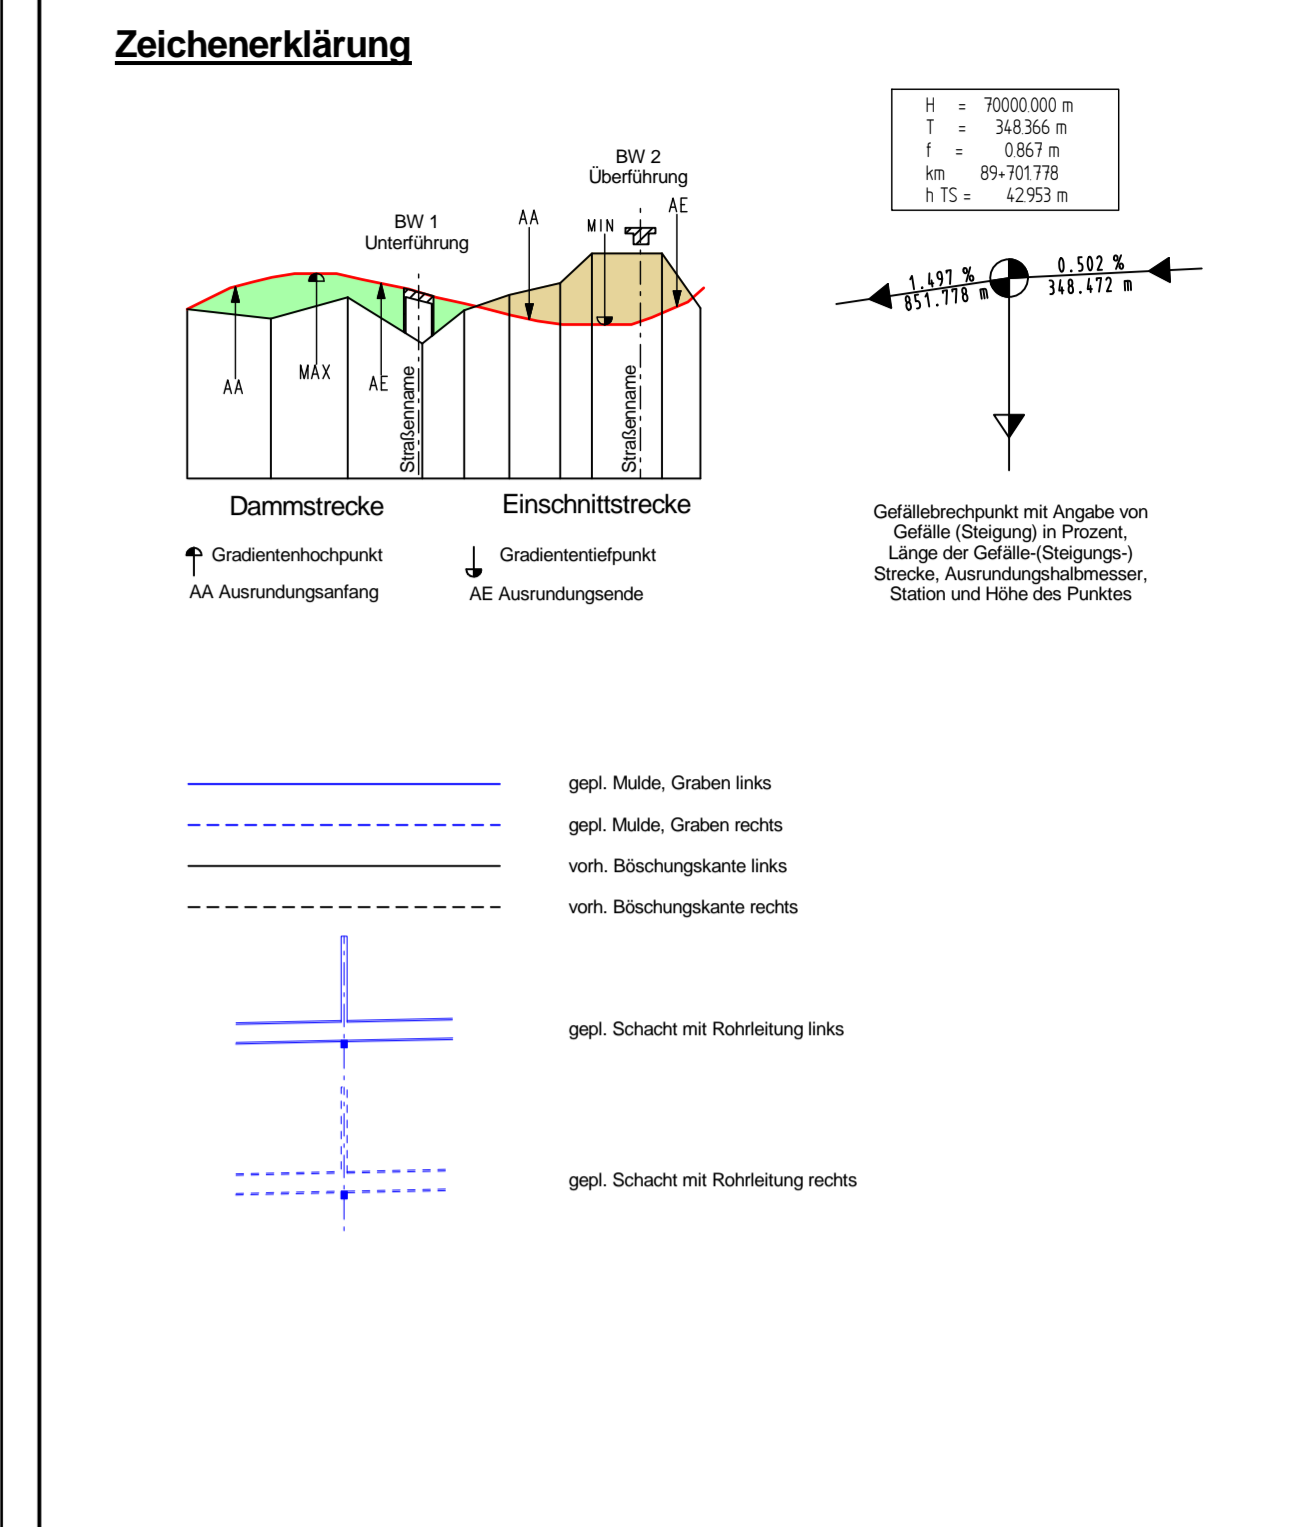 Zeichenerklärung
H = 70000.000 m
T = 348.366 m
f = 0.867 m
km 89+701.778
h TS = 42.953 m
BW 1
Unterführung
BW 2
Überführung
AA
MIN
AE
AA
MAX
AE
Straßenname
Straßenname
Dammstrecke
Einschnittstrecke
Gradientenhochpunkt
Gradiententiefpunkt
AA Ausrundungsanfang
AE Ausrundungsende
1.497 %
851.778 m
0.502 %
348.472 m
Gefällebrechpunkt mit Angabe von
Gefälle (Steigung) in Prozent,
Länge der Gefälle-(Steigungs-)
Strecke, Ausrundungshalbmesser,
Station und Höhe des Punktes
gepl. Mulde, Graben links
gepl. Mulde, Graben rechts
vorh. Böschungskante links
vorh. Böschungskante rechts
gepl. Schacht mit Rohrleitung links
gepl. Schacht mit Rohrleitung rechts